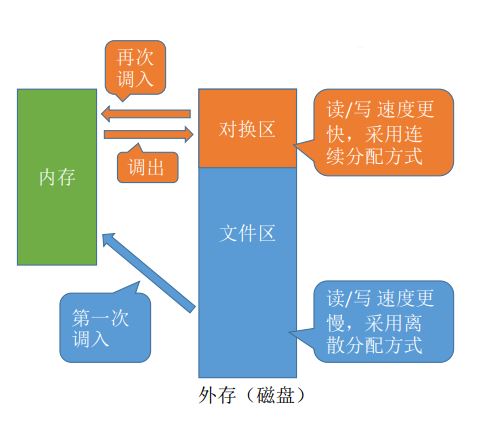 再次
调入
调出
内存
第一次
调入
对换区
文件区
外存（磁盘）
读/写 速度更
快，采用连
续分配方式
读/写 速度更
慢，采用离
散分配方式